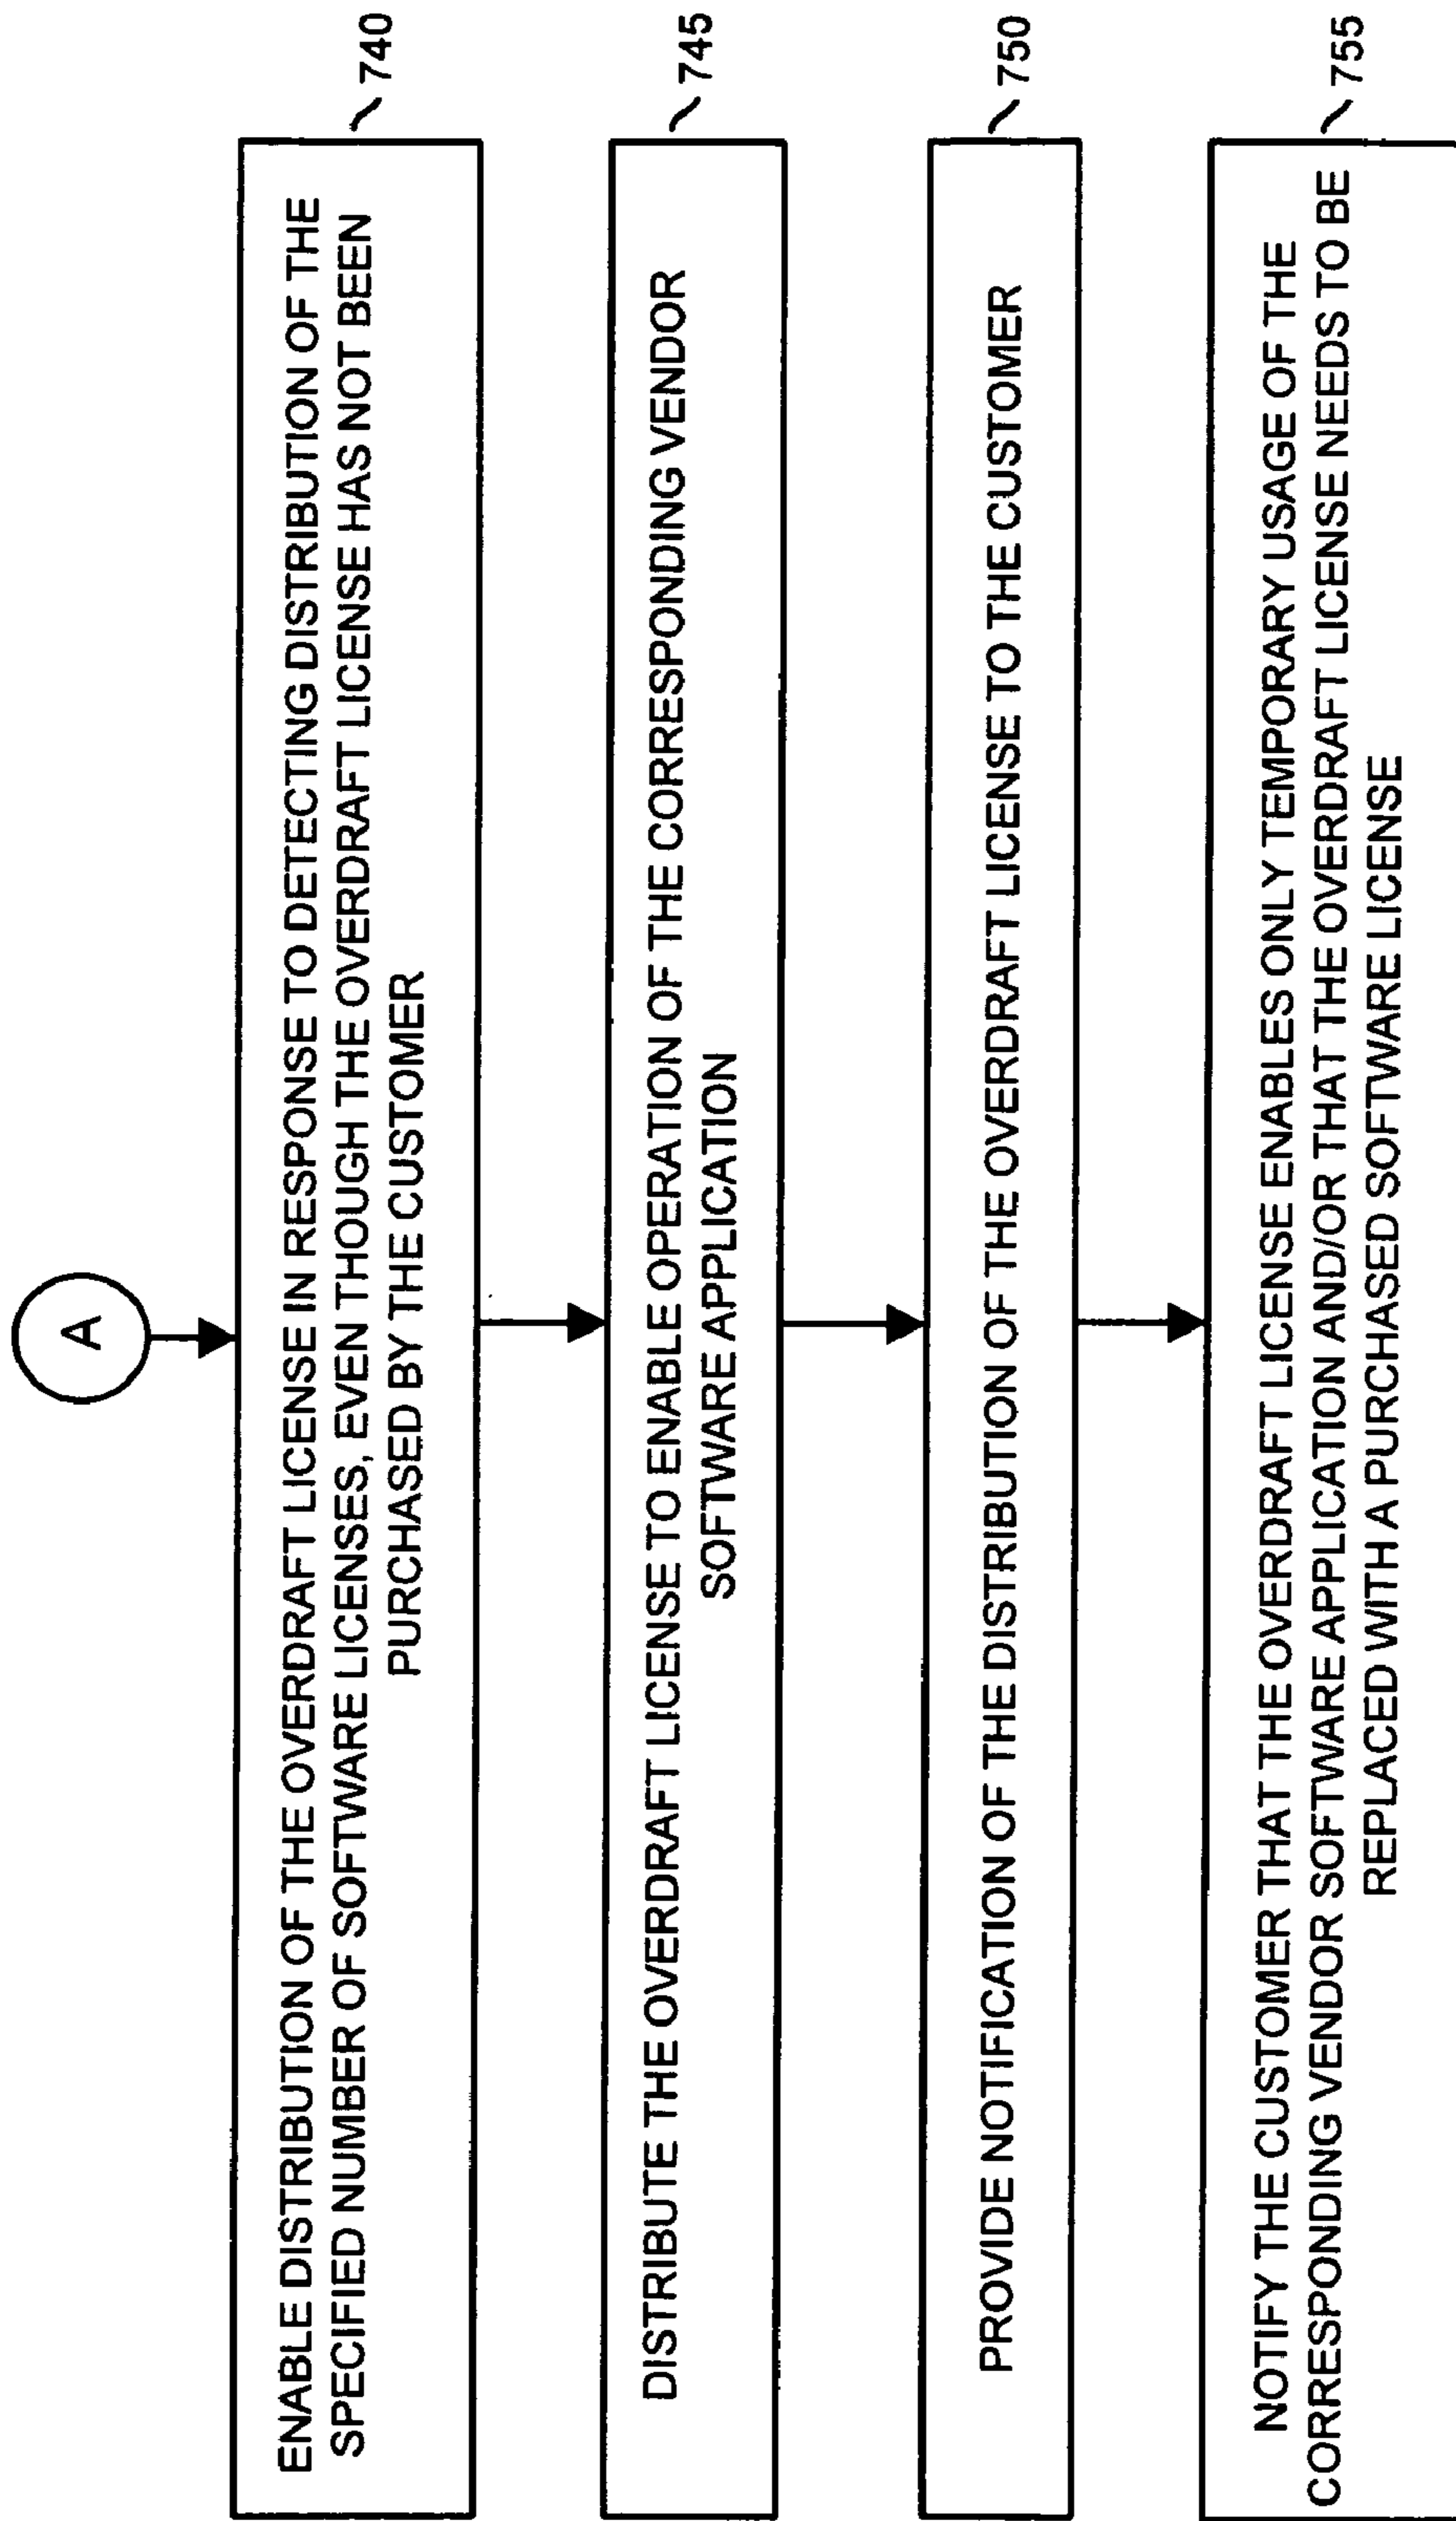 A
ENABLE DISTRIBUTION OF THE OVERDRAFT LICENSE IN RESPONSE TO DETECTING DISTRIBUTION OF THE
SPECIFIED NUMBER OF SOFTWARE LICENSES, EVEN THOUGH THE OVERDRAFT LICENSE HAS NOT BEEN
PURCHASED BY THE CUSTOMER
740
DISTRIBUTE THE OVERDRAFT LICENSE TO ENABLE OPERATION OF THE CORRESPONDING VENDOR
SOFTWARE APPLICATION
745
PROVIDE NOTIFICATION OF THE DISTRIBUTION OF THE OVERDRAFT LICENSE TO THE CUSTOMER
750
NOTIFY THE CUSTOMER THAT THE OVERDRAFT LICENSE ENABLES ONLY TEMPORARY USAGE OF THE
CORRESPONDING VENDOR SOFTWARE APPLICATION AND/OR THAT THE OVERDRAFT LICENSE NEEDS TO BE
REPLACED WITH A PURCHASED SOFTWARE LICENSE
755